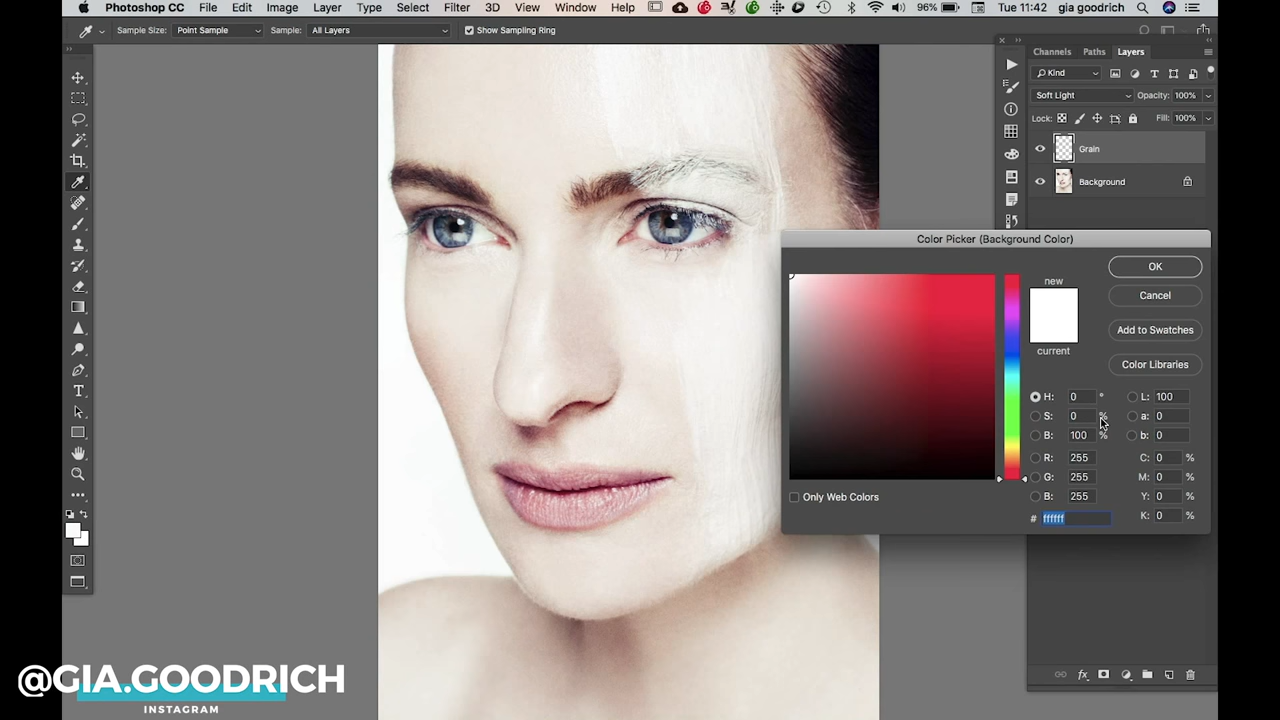 Photoshop CC File Edit Image Layer Type Select Filter 3D View Window Help 96% Tue 11:42 gia goodrich
Sample Size: Point Sample Sample: All Layers Show Sampling Ring
Channels Paths Layers
Kind
Soft Light Opacity: 100%
Lock: Fill: 100%
Grain
Background
Color Picker (Background Color)
new
current
OK
Cancel
Add to Swatches
Color Libraries
H: 0 ° L: 100
S: 0 % a: 0
B: 100 % b: 0
R: 255 C: 0 %
G: 255 M: 0 %
B: 255 Y: 0 %
# ffffff K: 0 %
Only Web Colors
@GIA.GOODRICH
INSTAGRAM